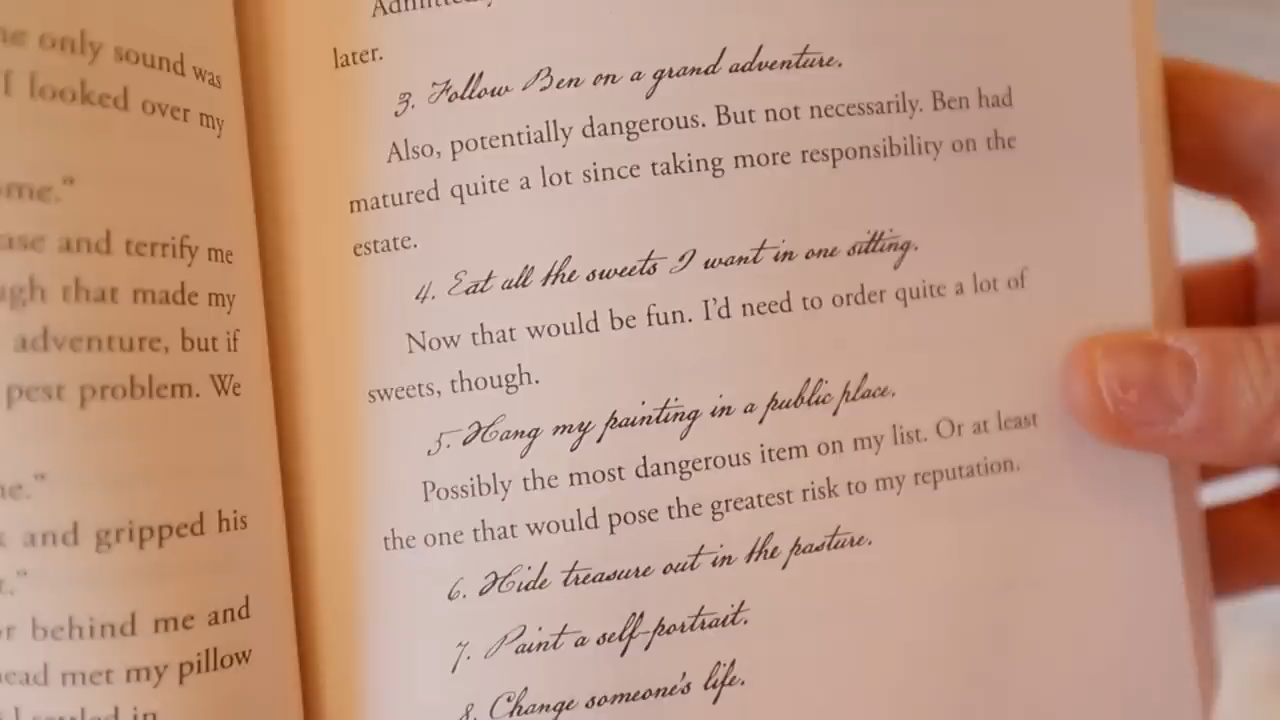 he only sound was
I looked over my
me."
ase and terrify me
ugh that made my
adventure, but if
pest problem. We
he."
and gripped his
t."
r behind me and
head met my pillow
later.
3. Follow Ben on a grand adventure.
Also, potentially dangerous. But not necessarily. Ben had
matured quite a lot since taking more responsibility on the
estate.
4. Eat all the sweets I want in one sitting.
Now that would be fun. I'd need to order quite a lot of
sweets, though.
5. Hang my painting in a public place.
Possibly the most dangerous item on my list. Or at least
the one that would pose the greatest risk to my reputation.
6. Hide treasure out in the pasture.
7. Paint a self-portrait.
8. Change someone's life.